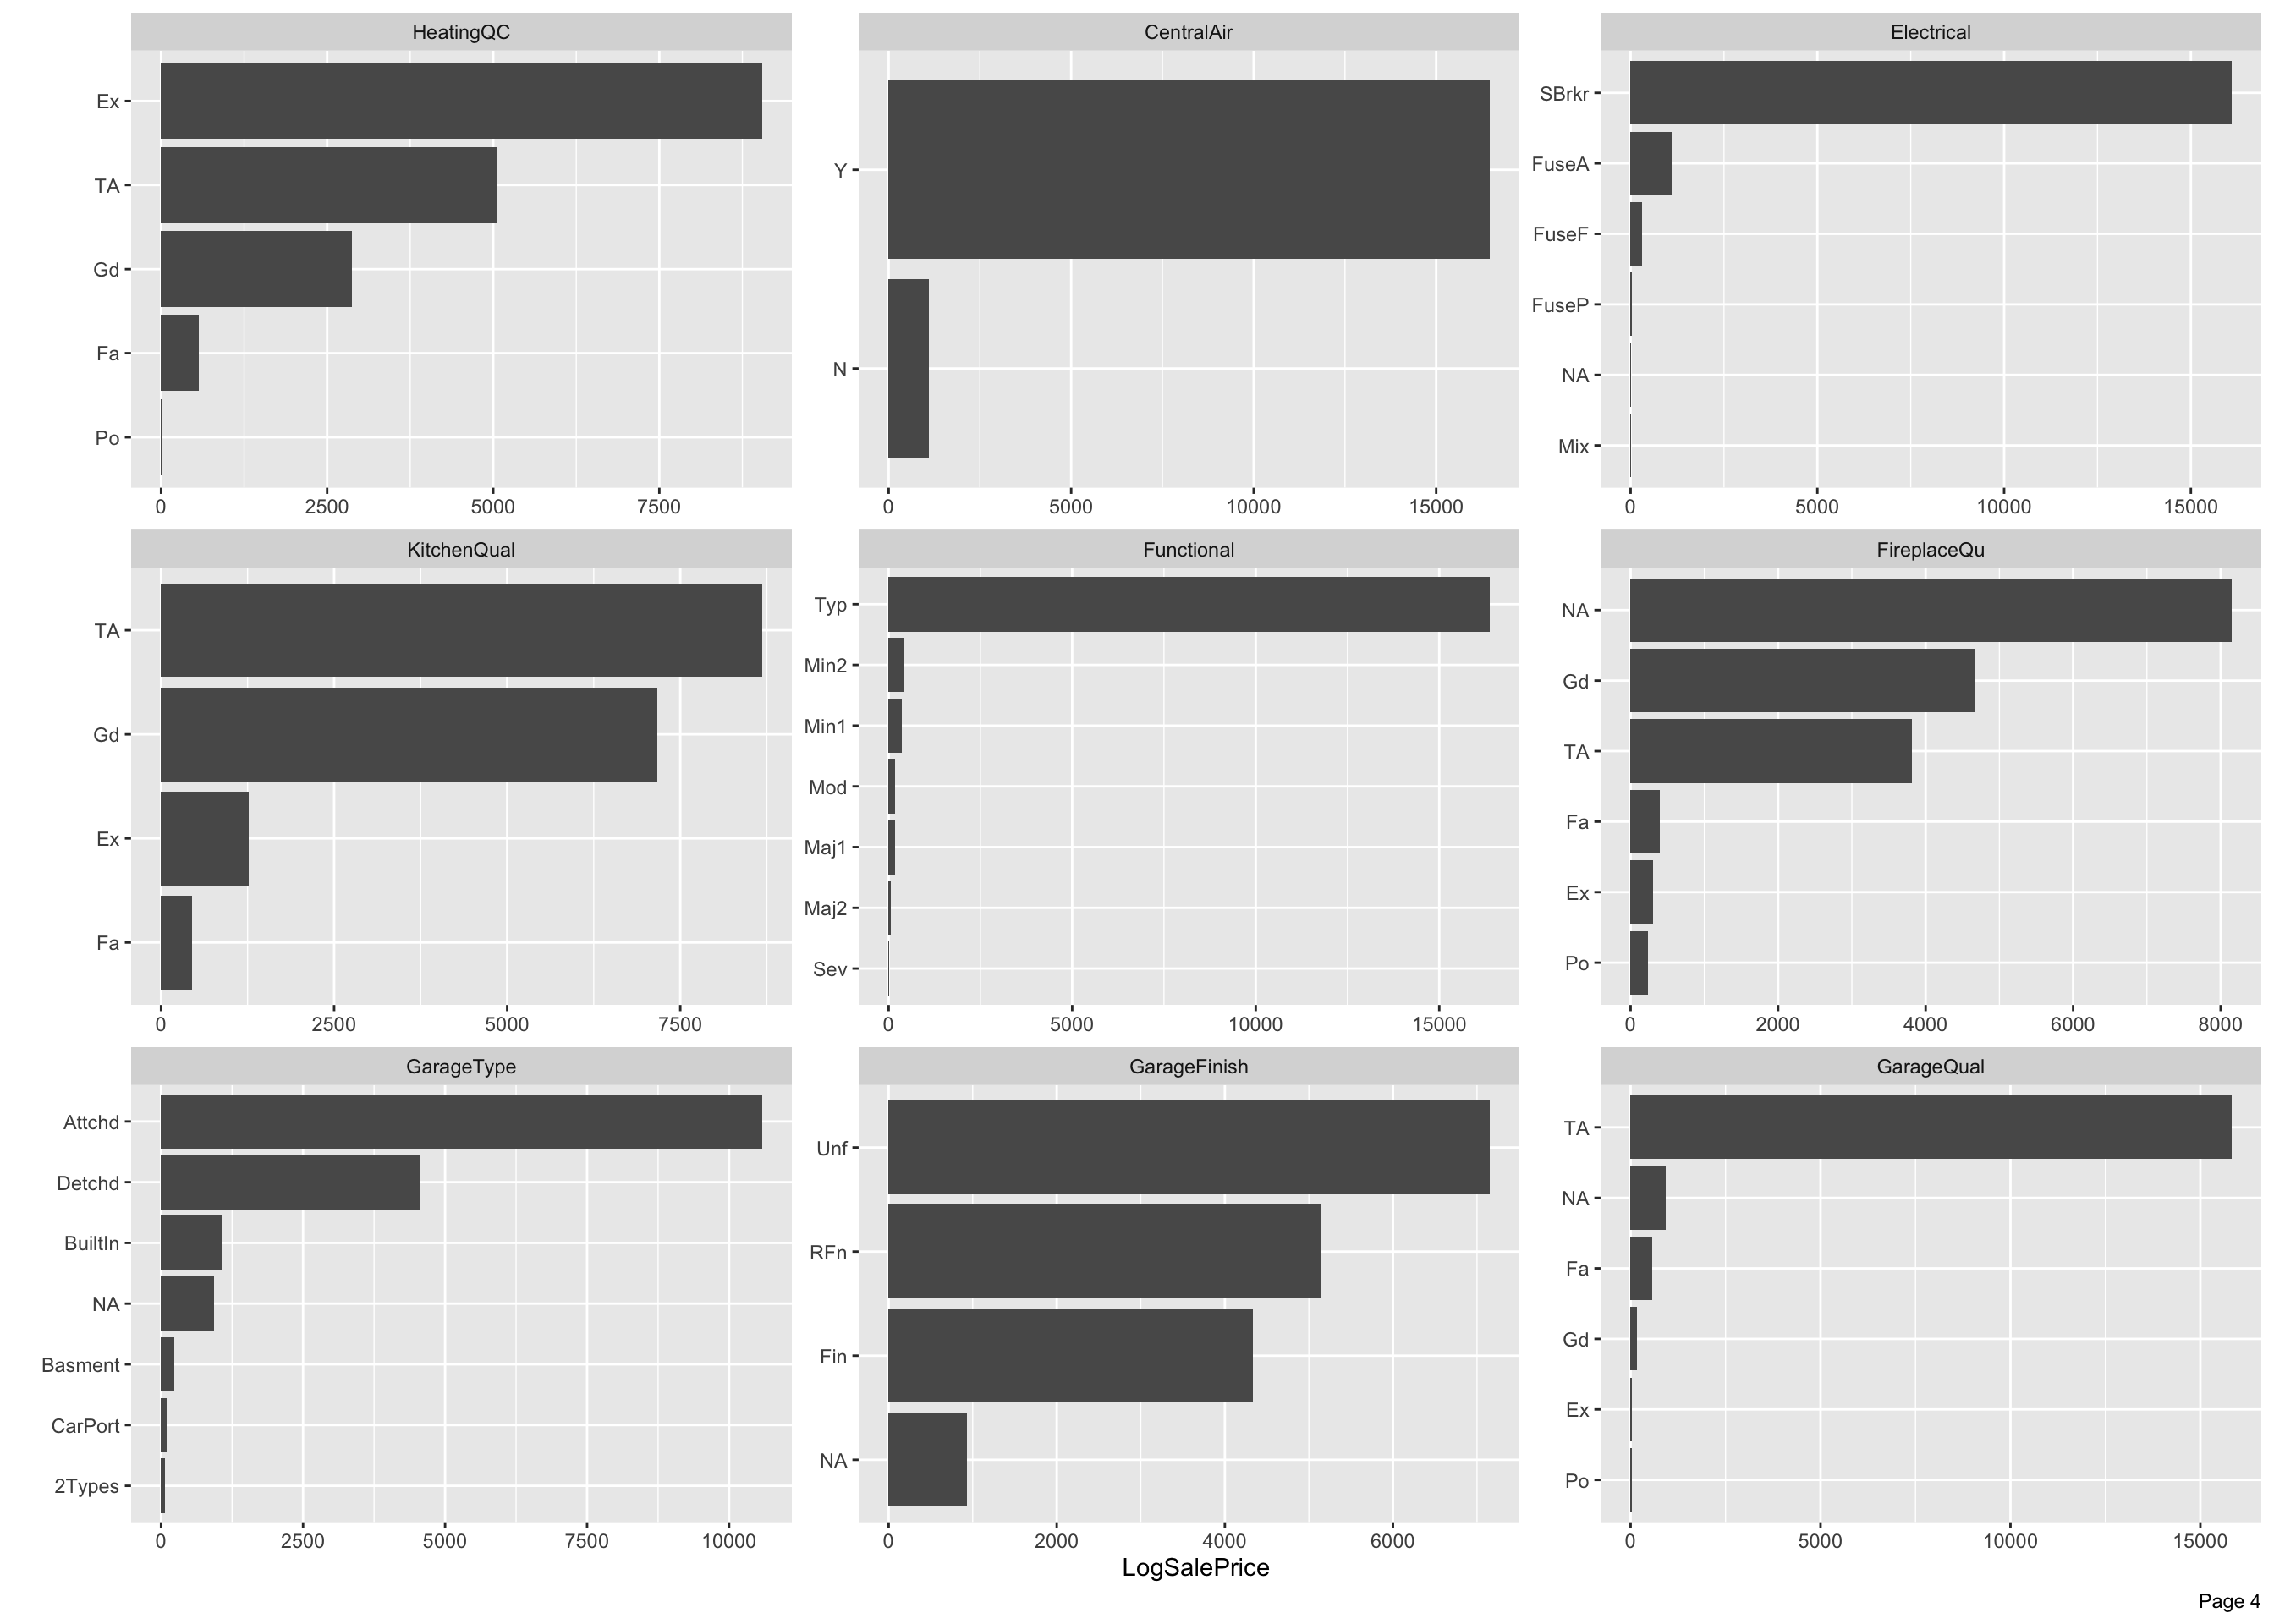 HeatingQC
Ex
TA
Gd
Fa
Po
0 2500 5000 7500
CentralAir
Y
N
0 5000 10000 15000
Electrical
SBrkr
FuseA
FuseF
FuseP
NA
Mix
0 5000 10000 15000
KitchenQual
TA
Gd
Ex
Fa
0 2500 5000 7500
Functional
Typ
Min2
Min1
Mod
Maj1
Maj2
Sev
0 5000 10000 15000
FireplaceQu
NA
Gd
TA
Fa
Ex
Po
0 2000 4000 6000 8000
GarageType
Attchd
Detchd
BuiltIn
NA
Basment
CarPort
2Types
0 2500 5000 7500 10000
GarageFinish
Unf
RFn
Fin
NA
0 2000 4000 6000
GarageQual
TA
NA
Fa
Gd
Ex
Po
0 5000 10000 15000
LogSalePrice
Page 4